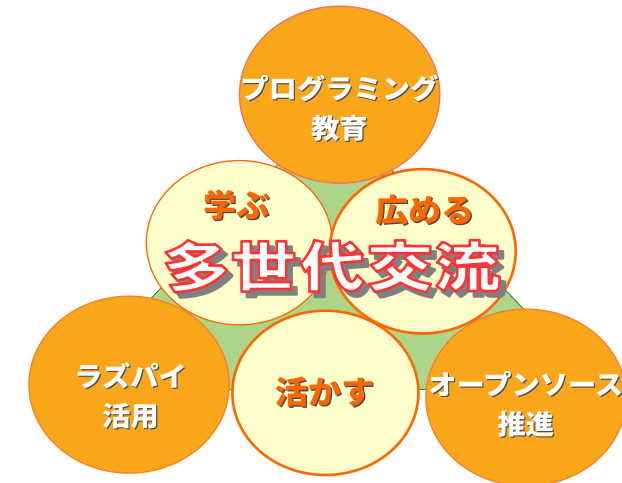 プログラミング
教育
学ぶ
広める
多世代交流
ラズパイ
活用
活かす
オープンソース
推進